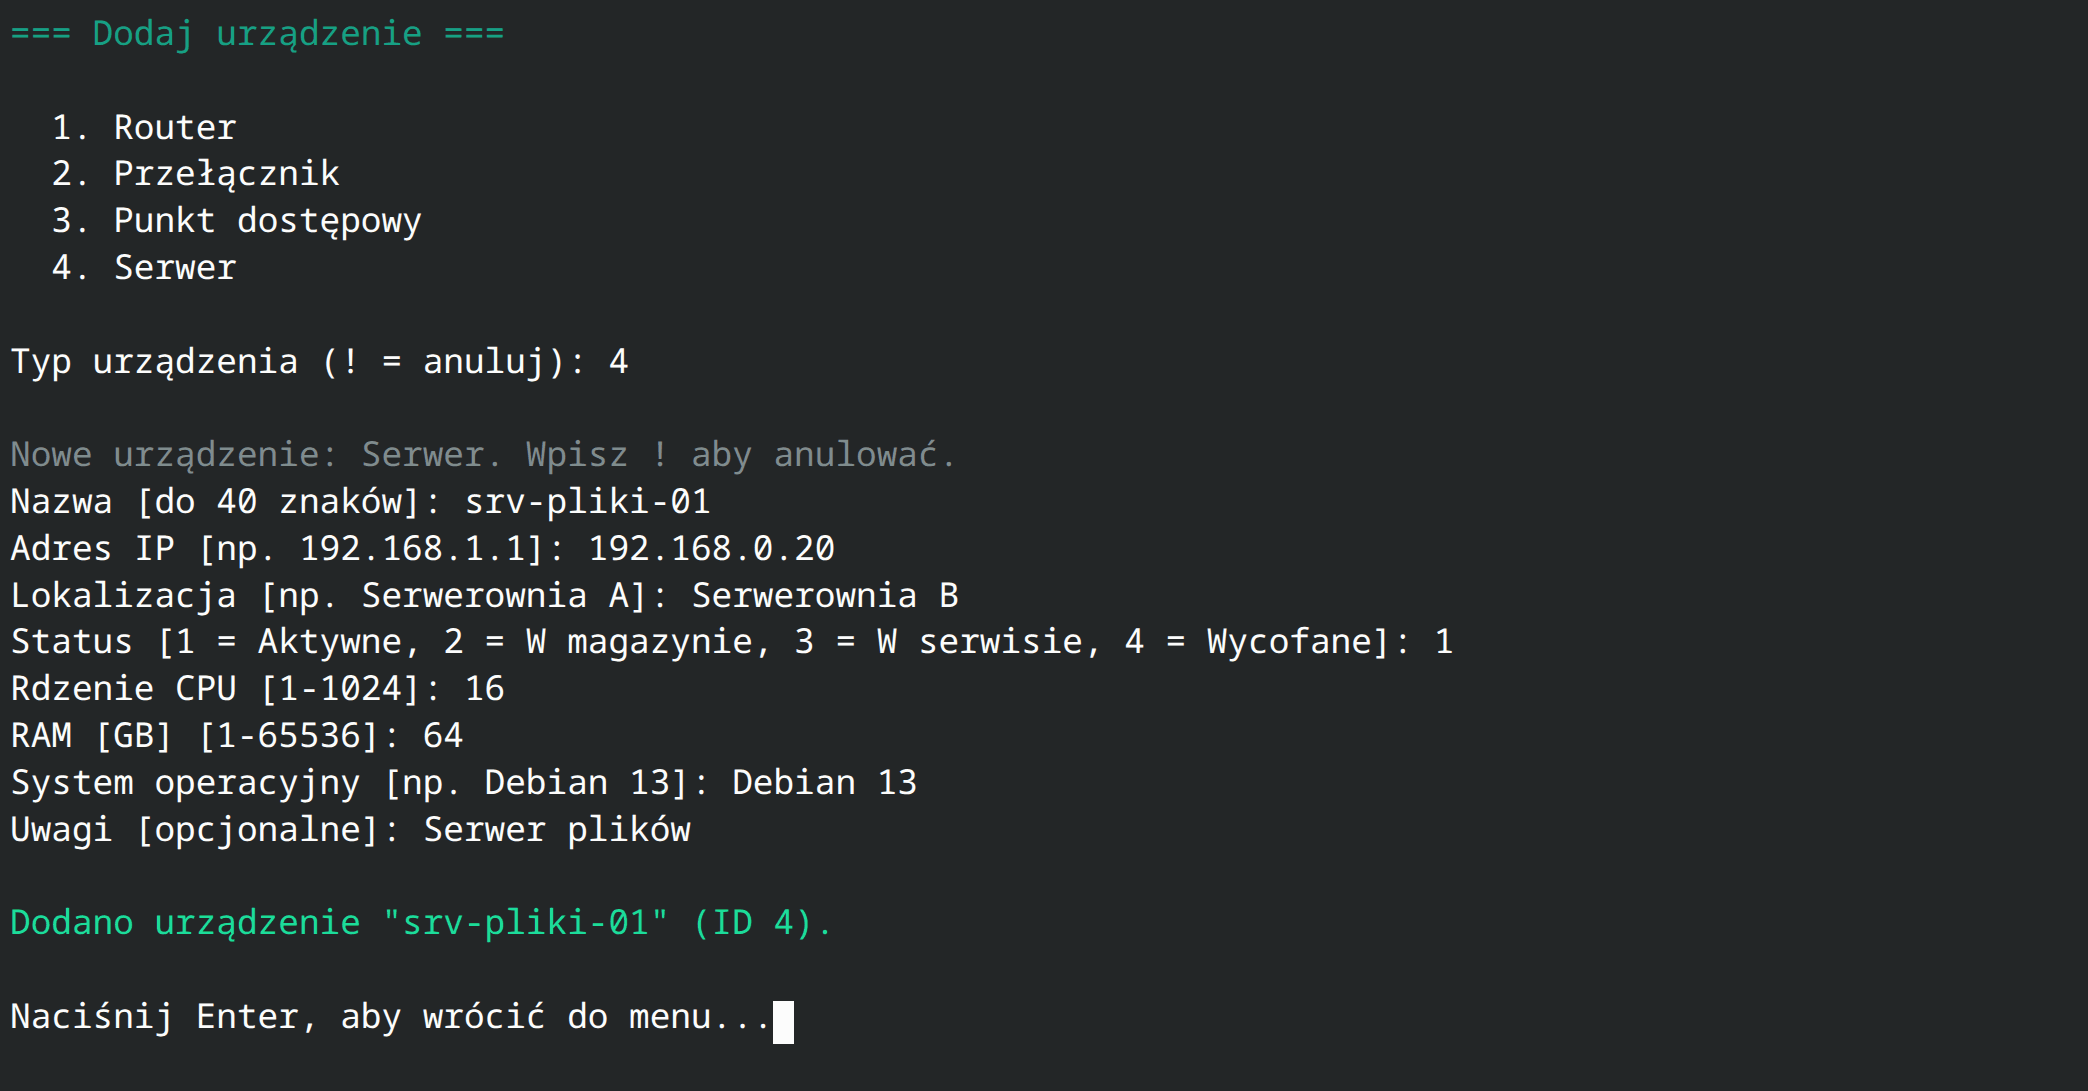 === Dodaj urządzenie ===
1. Router
2. Przełącznik
3. Punkt dostępowy
4. Serwer
Typ urządzenia (! = anuluj): 4
Nowe urządzenie: Serwer. Wpisz ! aby anulować.
Nazwa [do 40 znaków]: srv-pliki-01
Adres IP [np. 192.168.1.1]: 192.168.0.20
Lokalizacja [np. Serwerownia A]: Serwerownia B
Status [1 = Aktywne, 2 = W magazynie, 3 = W serwisie, 4 = Wycofane]: 1
Rdzenie CPU [1-1024]: 16
RAM [GB] [1-65536]: 64
System operacyjny [np. Debian 13]: Debian 13
Uwagi [opcjonalne]: Serwer plików
Dodano urządzenie "srv-pliki-01" (ID 4).
Naciśnij Enter, aby wrócić do menu...